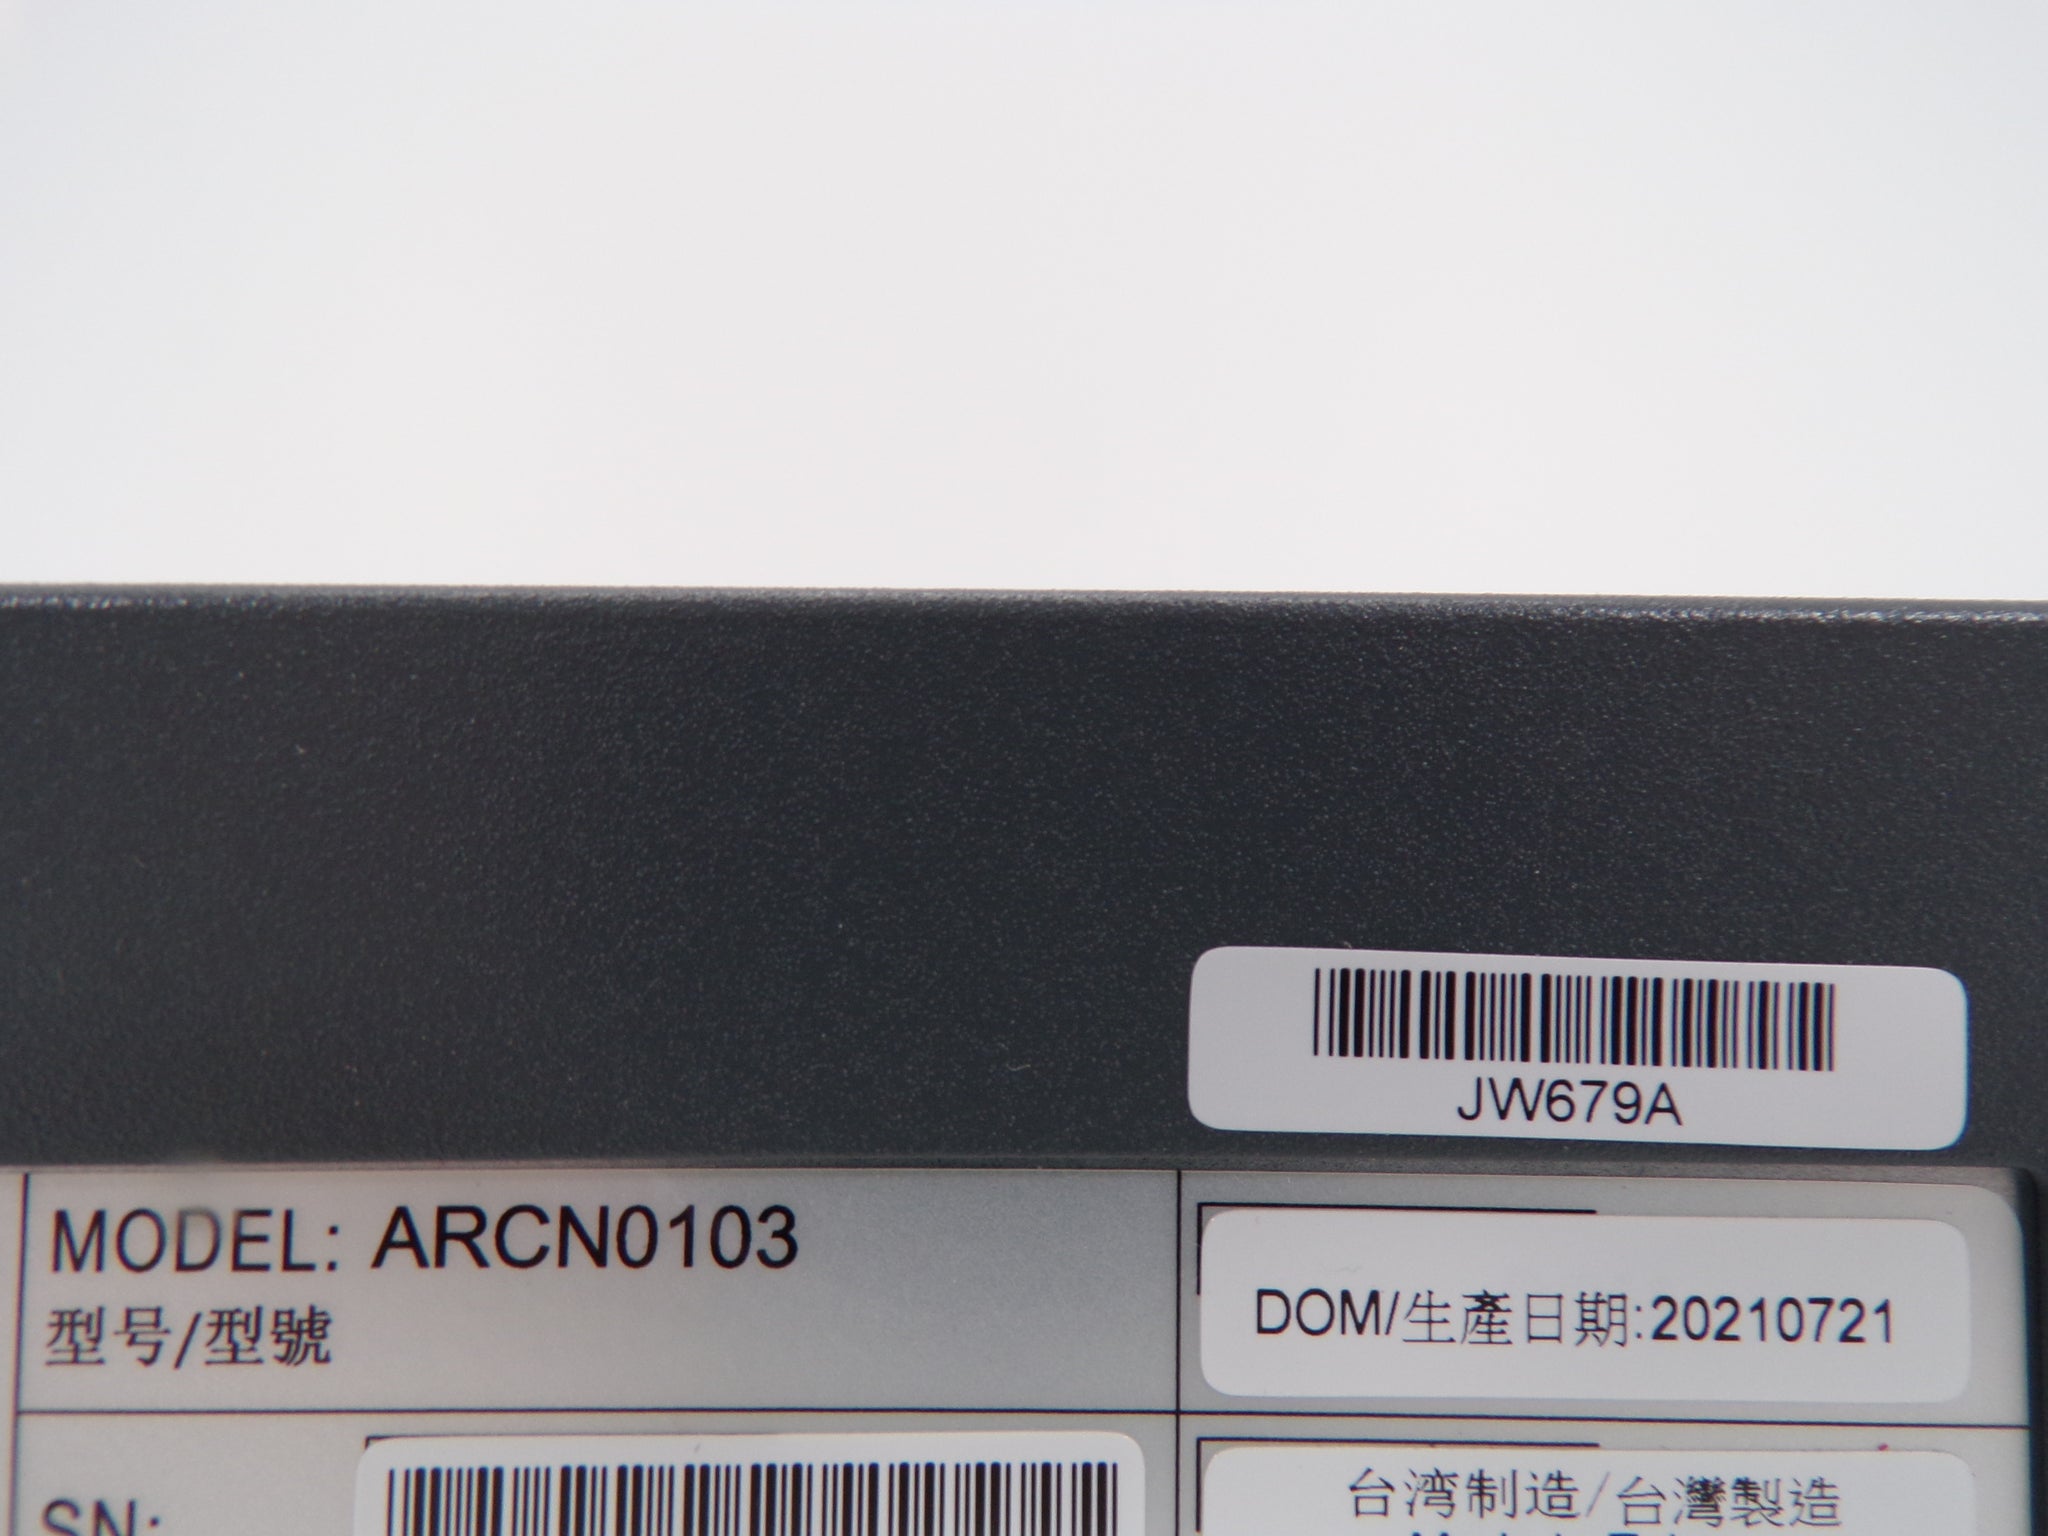 JW679A
MODEL: ARCN0103
型号/型號
DOM/生產日期:20210721
SN:
台湾制造/台灣製造